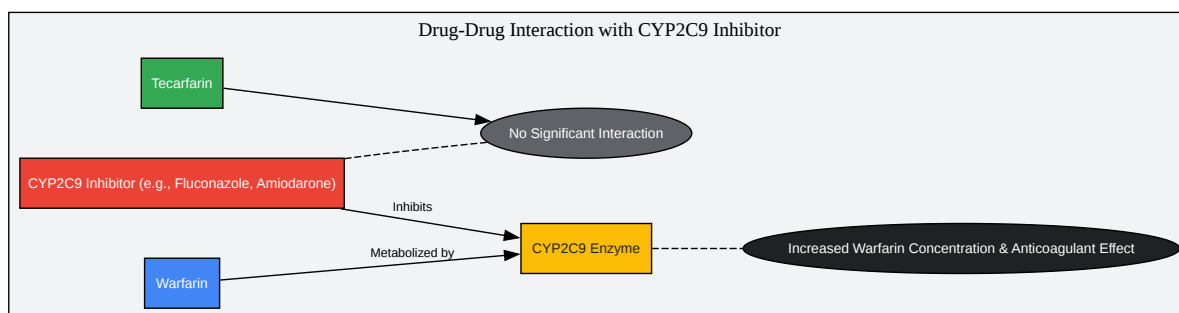 Drug-Drug Interaction with CYP2C9 Inhibitor
Tecarfarin
No Significant Interaction
CYP2C9 Inhibitor (e.g., Fluconazole, Amiodarone)
Inhibits
CYP2C9 Enzyme
Increased Warfarin Concentration & Anticoagulant Effect
Metabolized by
Warfarin